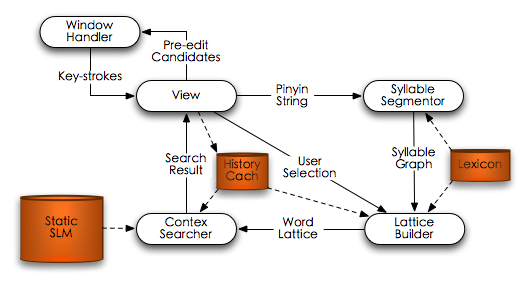 Window
Handler
Pre-edit
Candidates
Key-strokes
View
Pinyin
String
Syllable
Segmentor
Search
Result
History
Cach
User
Selection
Syllable
Graph
Lexicon
Static
SLM
Contex
Searcher
Word
Lattice
Lattice
Builder